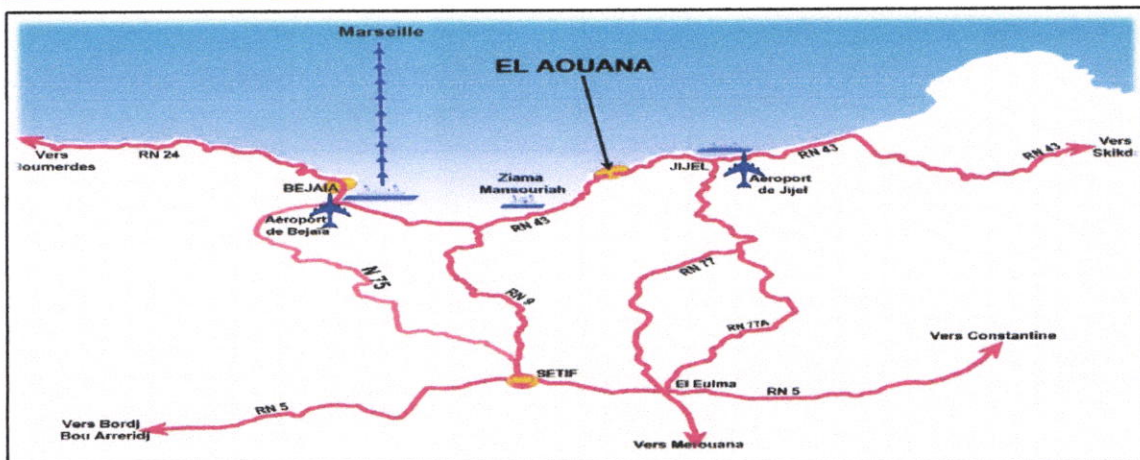 Marseille
EL AOUANA
Vers
RN 24
BEJAIA
Aéroport
de Bejaia
Ziama
Mansouriah
RN 43
JIJEL
Aéroport
de Jijel
RN 43
RN 43
Vers
N 75
RN 9
RN 77
RN 77A
Vers Constantine
SETIF
El Eulma
RN 5
RN 5
Vers Bordj
Bou Arreridj
Vers Merouana